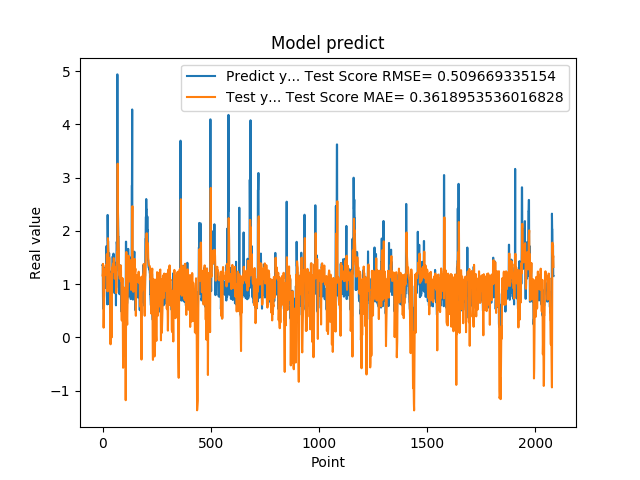 Model predict
Predict y... Test Score RMSE= 0.509669335154
Test y... Test Score MAE= 0.3618953536016828
Real value
5
4
3
2
1
0
−1
0 500 1000 1500 2000
Point